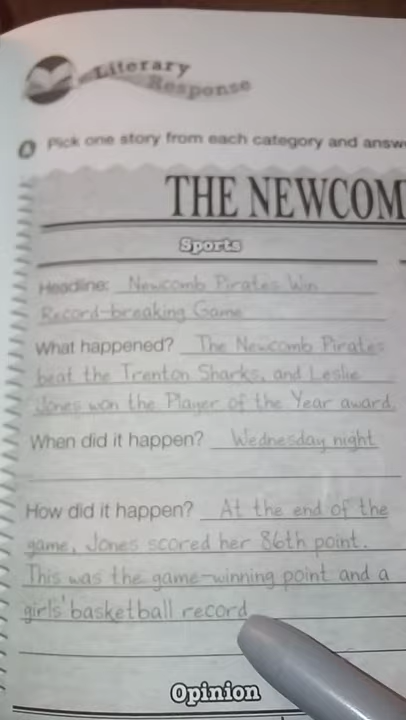 Literary
Response
Pick one story from each category and answ
THE NEWCOM
Sports
Headline: Newcomb Pirates Win
Record-breaking Game
What happened? The Newcomb Pirates
beat the Trenton Sharks, and Leslie
Jones won the Player of the Year award.
When did it happen? Wednesday night
How did it happen? At the end of the
game, Jones scored her 86th point.
This was the game-winning point and a
girls' basketball record
Opinion